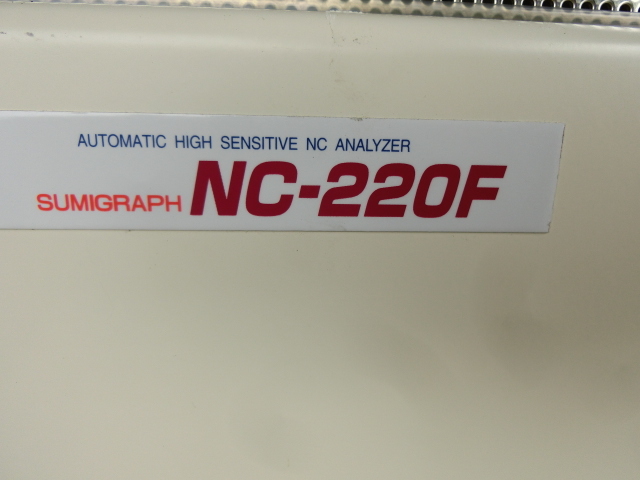 AUTOMATIC HIGH SENSITIVE NC ANALYZER
SUMIGRAPH NC-220F